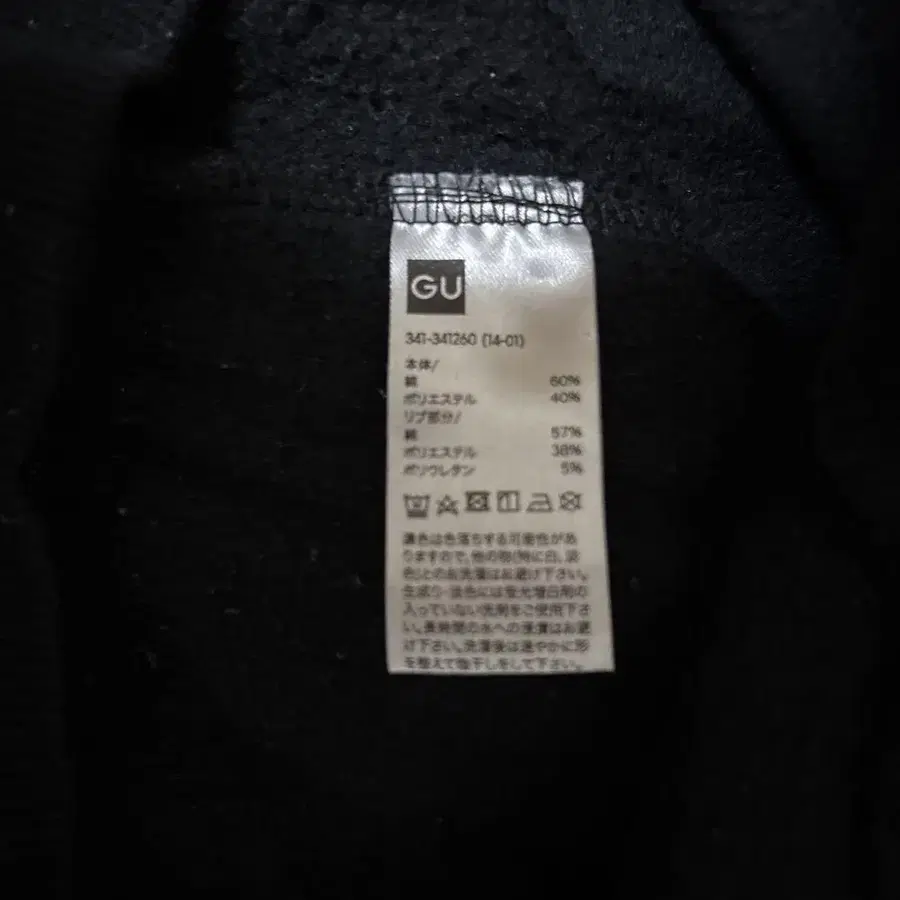 GU
341-341260 (14-01)
本体/
綿 60%
ポリエステル 40%
リブ部分/
綿 57%
ポリエステル 38%
ポリウレタン 5%
濃色は色落ちする可能性があ
りますので、他の物(特に白、淡
色)とのお洗濯はお避け下さい。
生成り・淡色には蛍光増白剤の
入っていない洗剤をご使用下さ
い。長時間の水への浸漬はお避
け下さい。洗濯後は速やかに形
を整えて陰干しをして下さい。